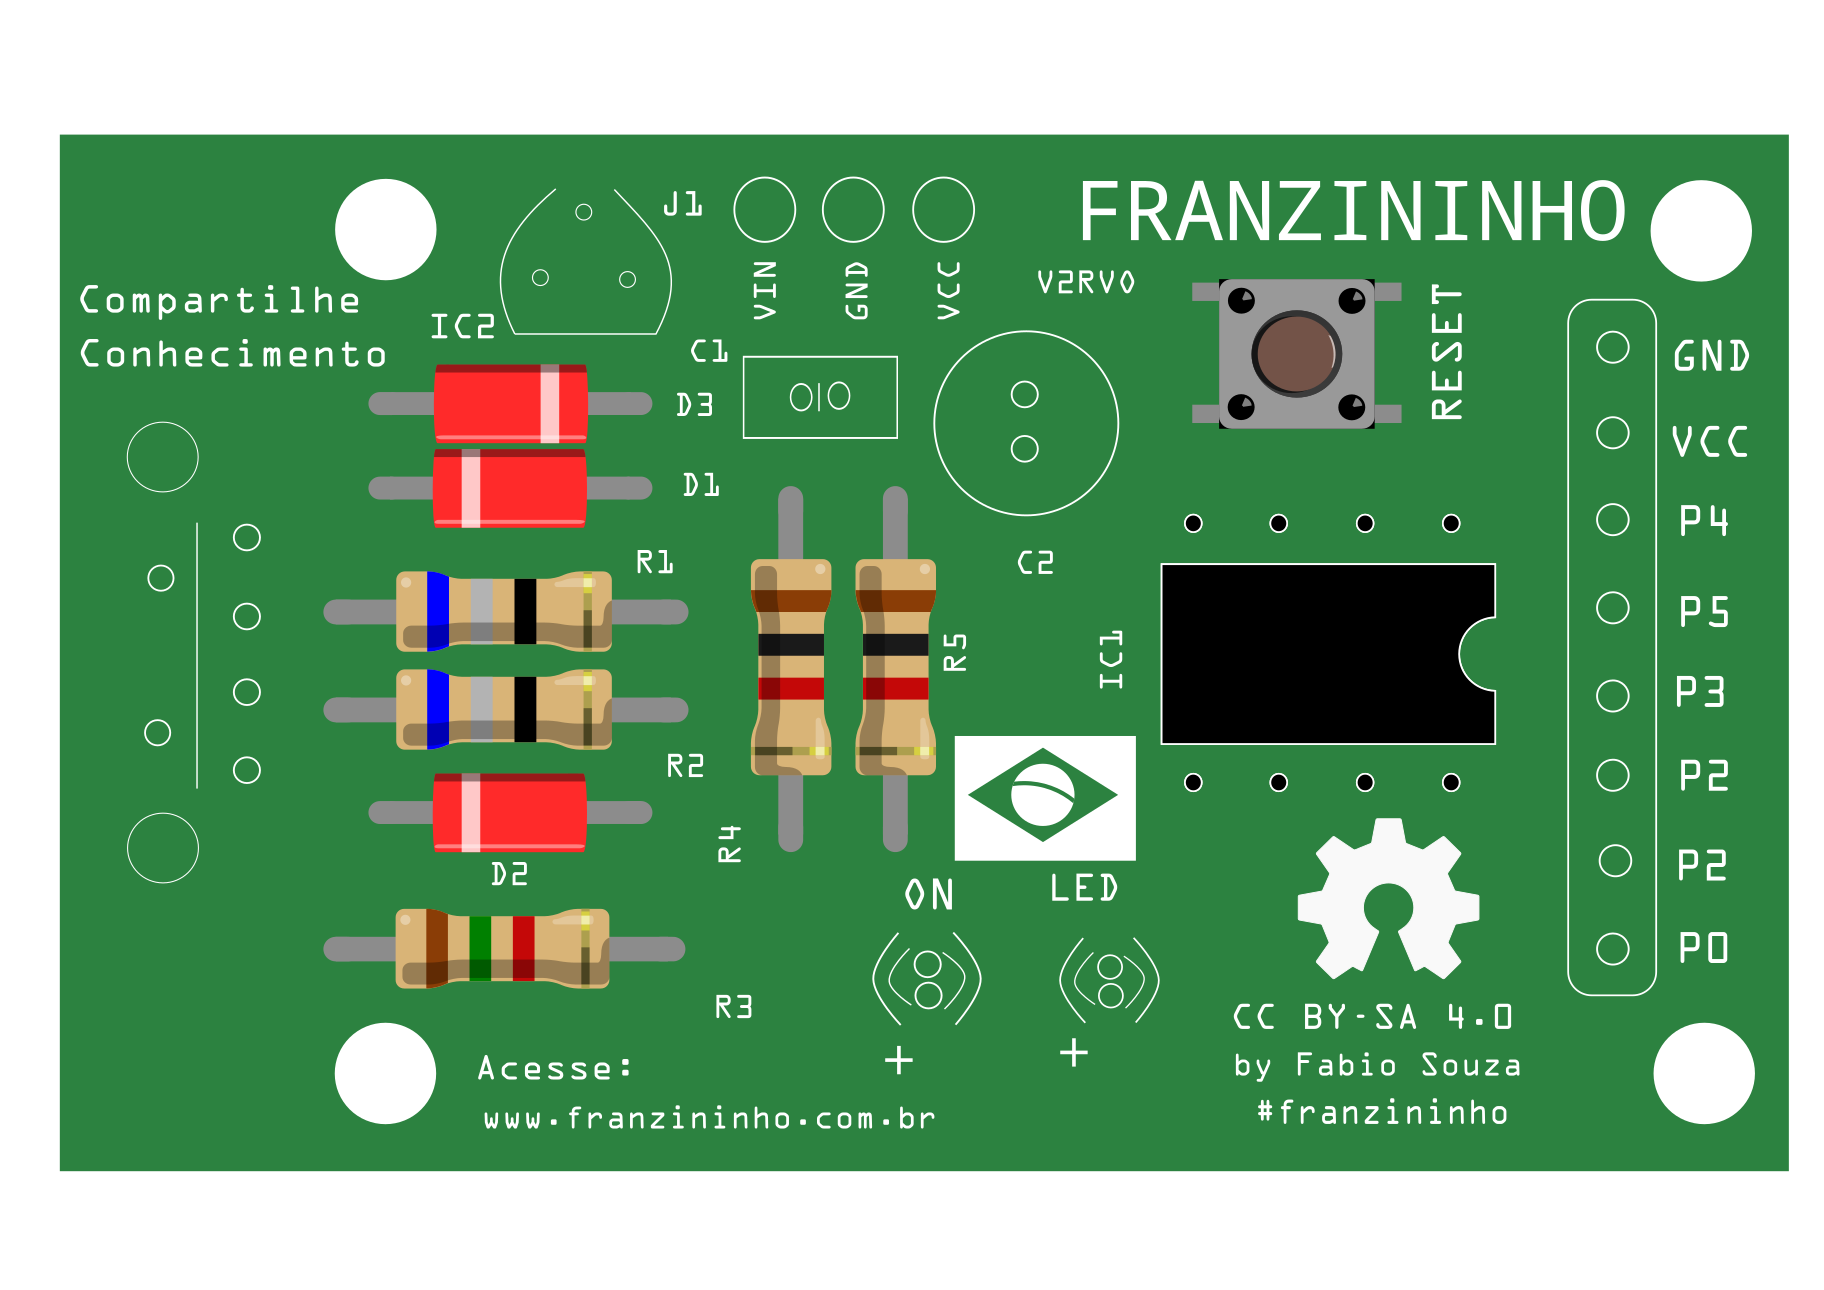 FRANZININHO
J1
VIN
GND
VCC
V2RV0
RESET
Compartilhe
Conhecimento
IC2
C1
D3
D1
R1
C2
R5
IC1
R2
R4
D2
R3
ON
LED
+
+
GND
VCC
P4
P5
P3
P2
P2
P0
Acesse:
www.franzininho.com.br
CC BY-SA 4.0
by Fabio Souza
#franzininho